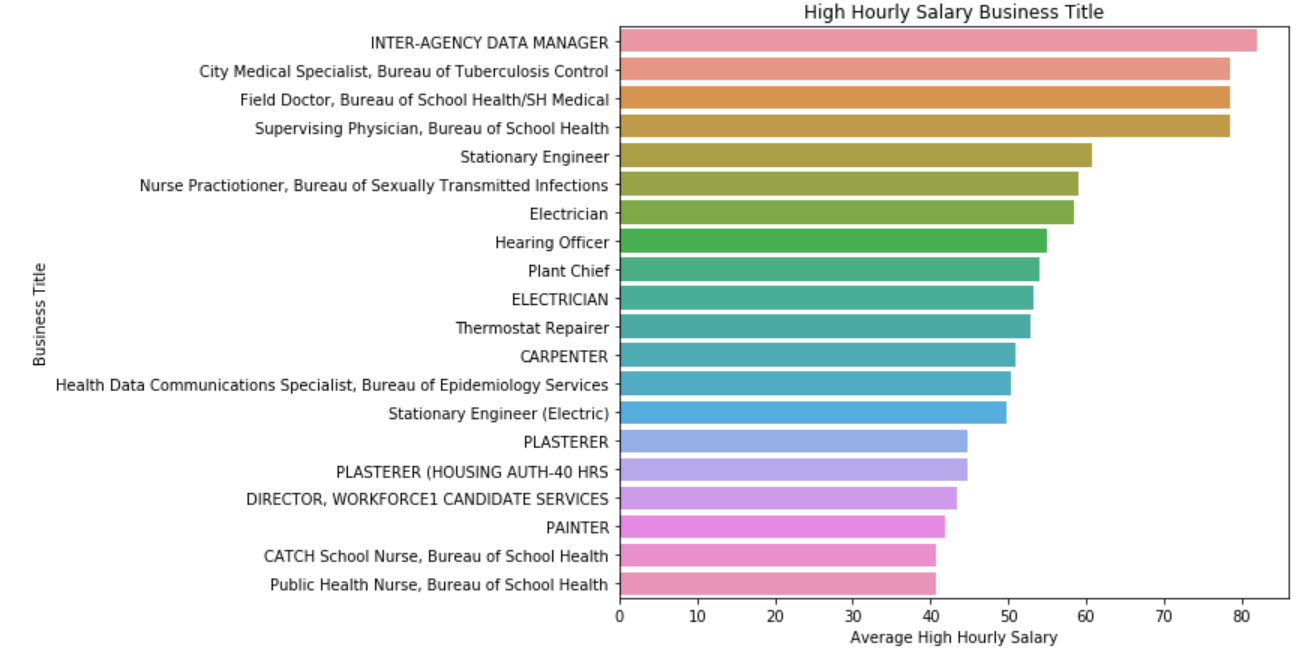 High Hourly Salary Business Title
Business Title
INTER-AGENCY DATA MANAGER
City Medical Specialist, Bureau of Tuberculosis Control
Field Doctor, Bureau of School Health/SH Medical
Supervising Physician, Bureau of School Health
Stationary Engineer
Nurse Practiotioner, Bureau of Sexually Transmitted Infections
Electrician
Hearing Officer
Plant Chief
ELECTRICIAN
Thermostat Repairer
CARPENTER
Health Data Communications Specialist, Bureau of Epidemiology Services
Stationary Engineer (Electric)
PLASTERER
PLASTERER (HOUSING AUTH-40 HRS
DIRECTOR, WORKFORCE1 CANDIDATE SERVICES
PAINTER
CATCH School Nurse, Bureau of School Health
Public Health Nurse, Bureau of School Health
0 10 20 30 40 50 60 70 80
Average High Hourly Salary